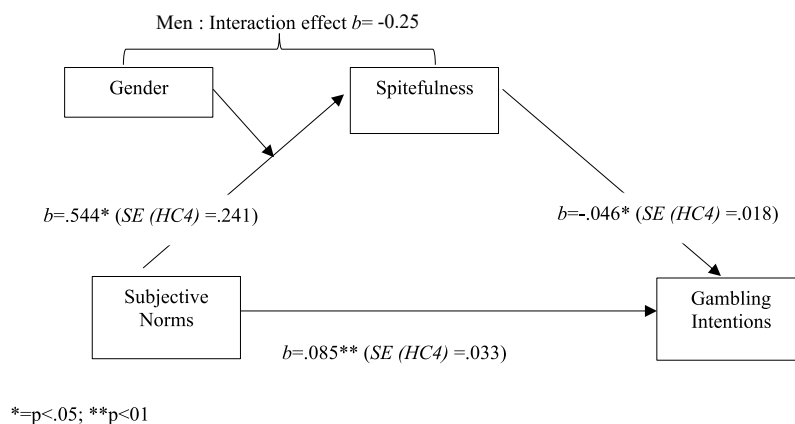 Men : Interaction effect b= -0.25
Gender
Spitefulness
b=.544* (SE (HC4) =.241)
b=-.046* (SE (HC4) =.018)
Subjective
Norms
Gambling
Intentions
b=.085** (SE (HC4) =.033)
*=p<.05; **p<01